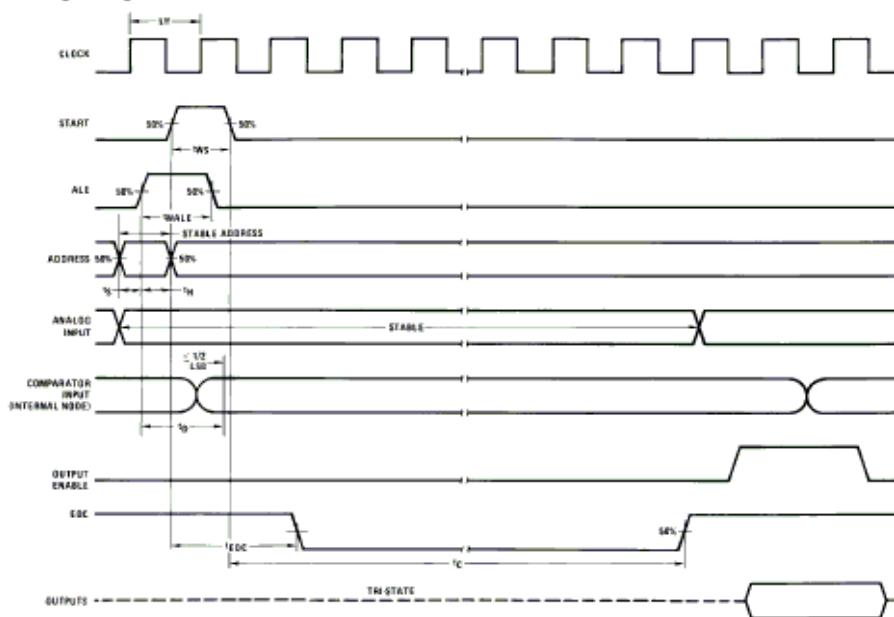 CLOCK
START
50%
50%
tWS
ALE
50%
50%
tWALE
STABLE ADDRESS
ADDRESS
50%
50%
tS
tH
ANALOG
INPUT
STABLE
≤ 1/2
LSB
COMPARATOR
INPUT
(INTERNAL NODE)
tD
OUTPUT
ENABLE
EOC
50%
tEOC
tC
TRI-STATE
OUTPUTS